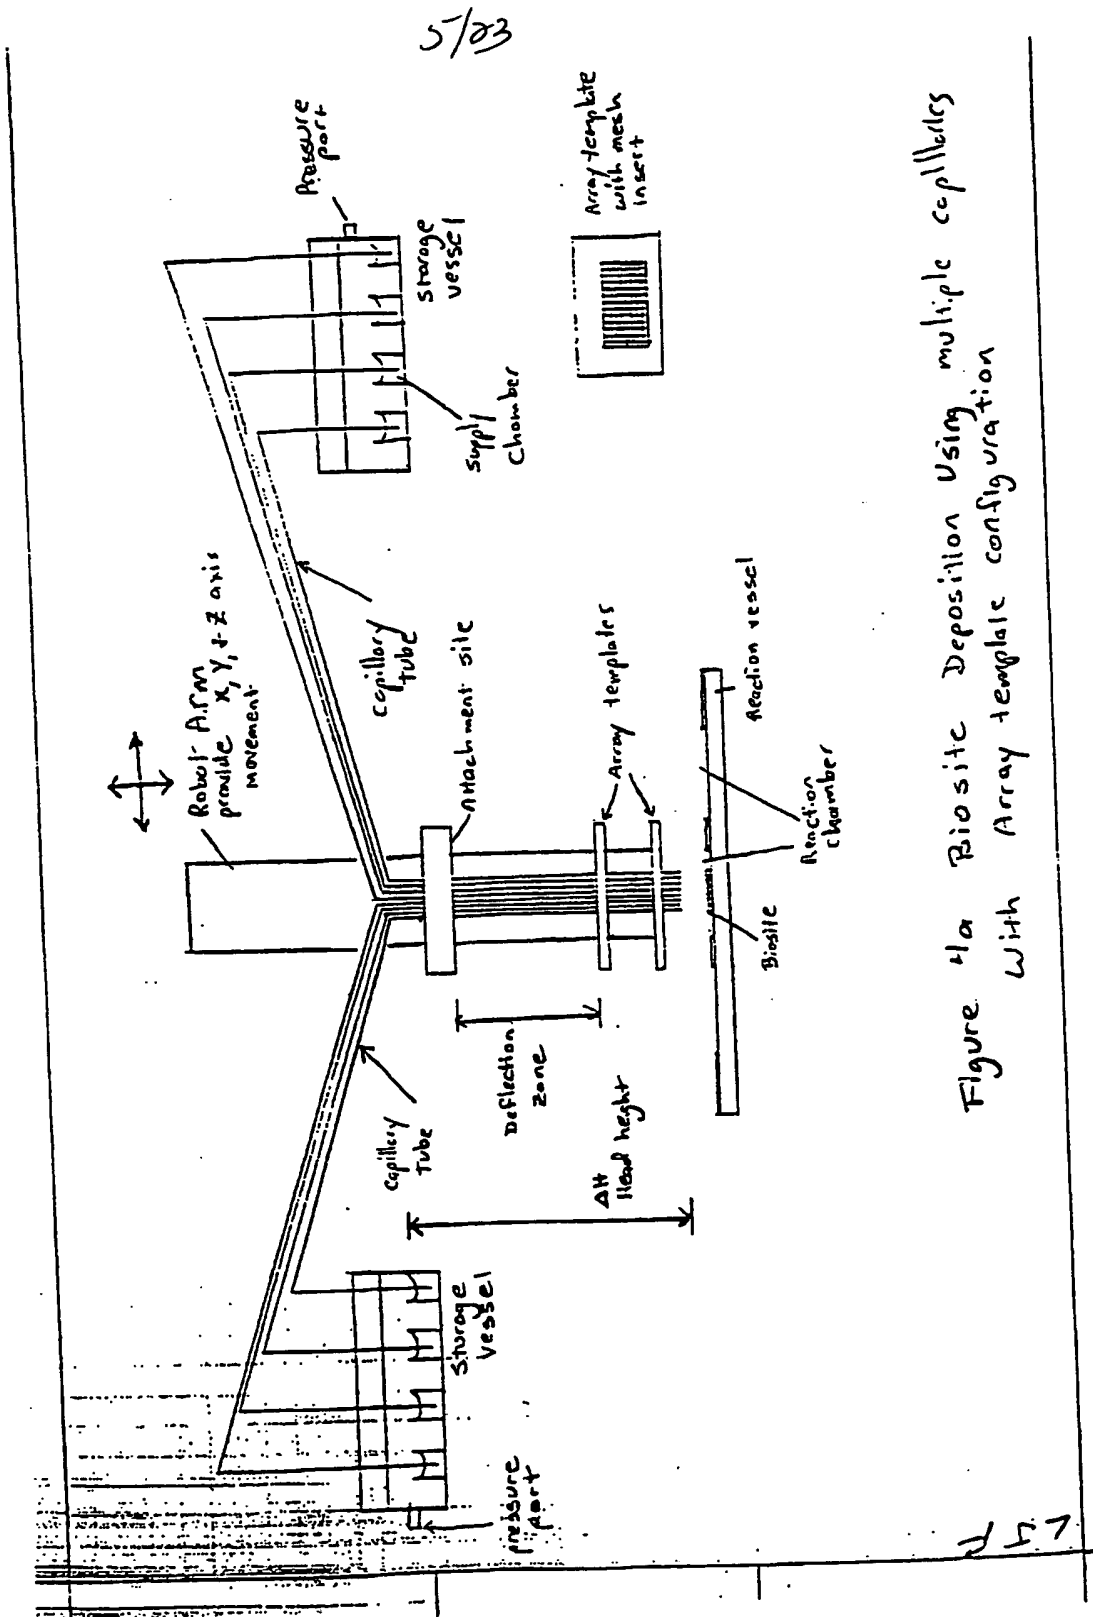 5/23
Pressure
port
Array template
with mesh
insert
Storage
vessel
Supply
Chamber
Robot Arm
provide x, y, + z axis
movement
Capillary
tube
Attachment site
Array templates
Reaction vessel
Reaction
chamber
Biosite
Capillary
tube
Deflection
zone
ΔH
Head height
Storage
vessel
pressure
port
Figure 4a Biosite Deposition Using multiple capillaries
With Array template configuration